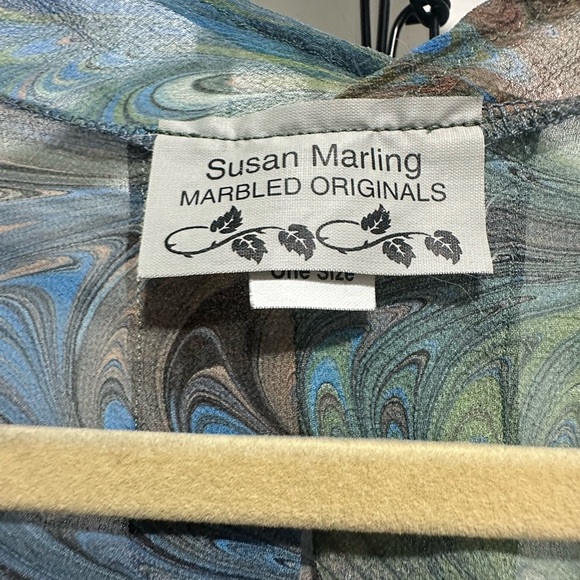 Susan Marling
MARBLED ORIGINALS
One Size